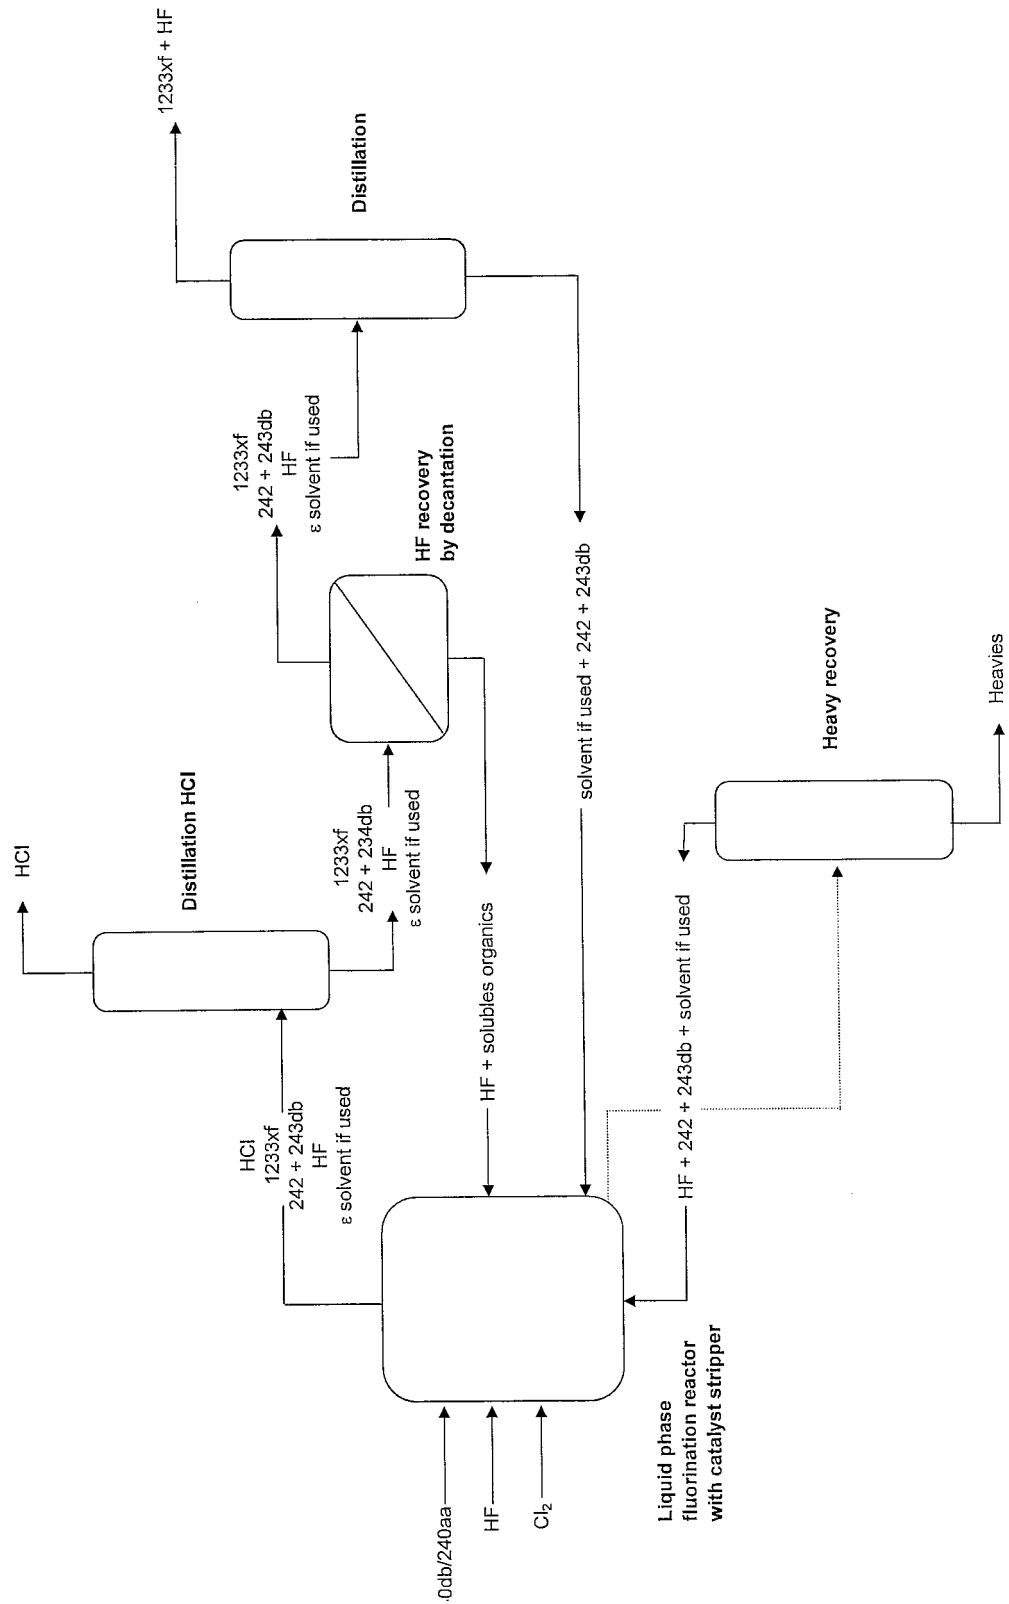 HCl
Distillation HCl
HCl
1233xf
242 + 243db
HF
ε solvent if used
1233xf
242 + 234db
HF
ε solvent if used
1233xf
242 + 243db
HF
ε solvent if used
HF recovery
by decantation
1233xf + HF
Distillation
HF + solubles organics
solvent if used + 242 + 243db
0db/240aa
HF
Cl₂
Liquid phase
fluorination reactor
with catalyst stripper
HF + 242 + 243db + solvent if used
Heavy recovery
Heavies